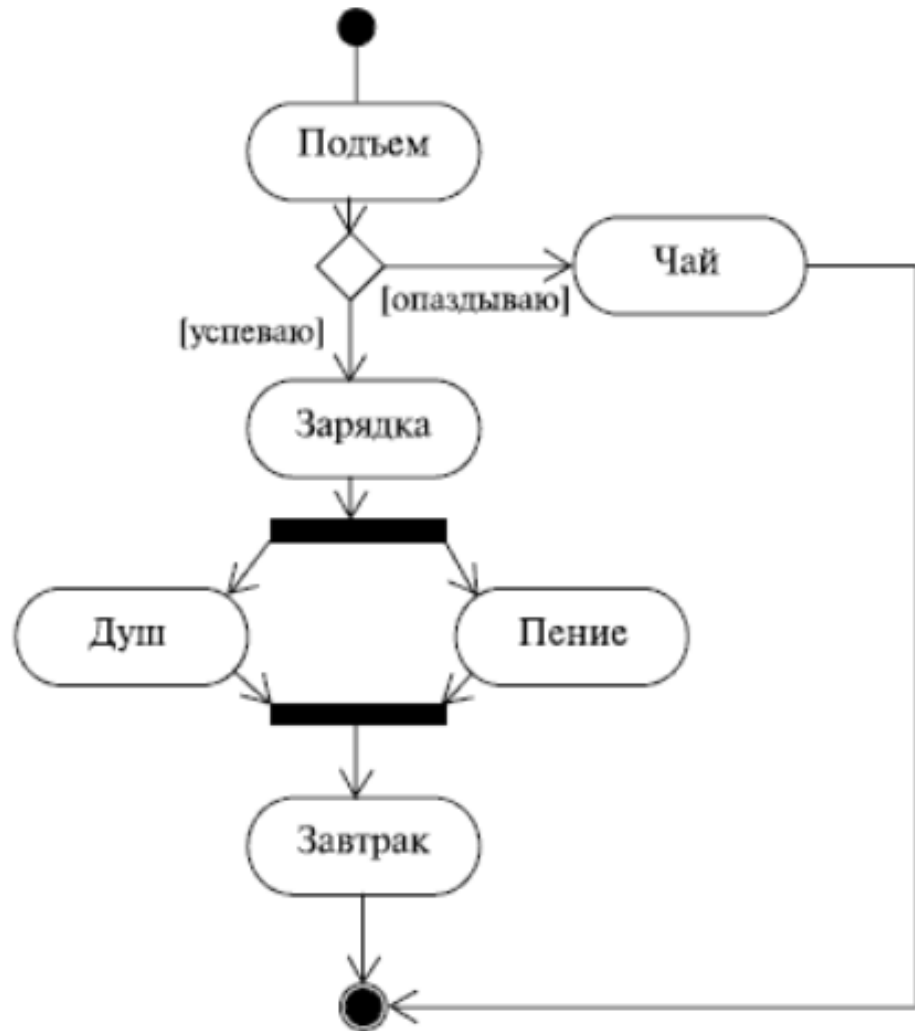 Подъем
Чай
[опаздываю]
[успеваю]
Зарядка
Душ
Пение
Завтрак